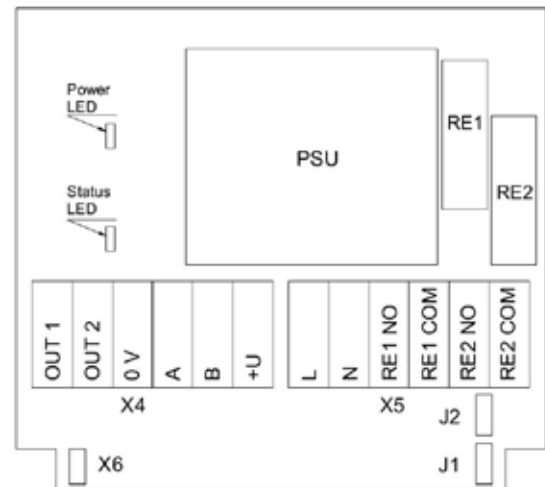 Power
LED
Status
LED
PSU
RE1
RE2
OUT 1
OUT 2
0 V
A
B
+U
L
N
RE1 NO
RE1 COM
RE2 NO
RE2 COM
X4
X5
J2
X6
J1